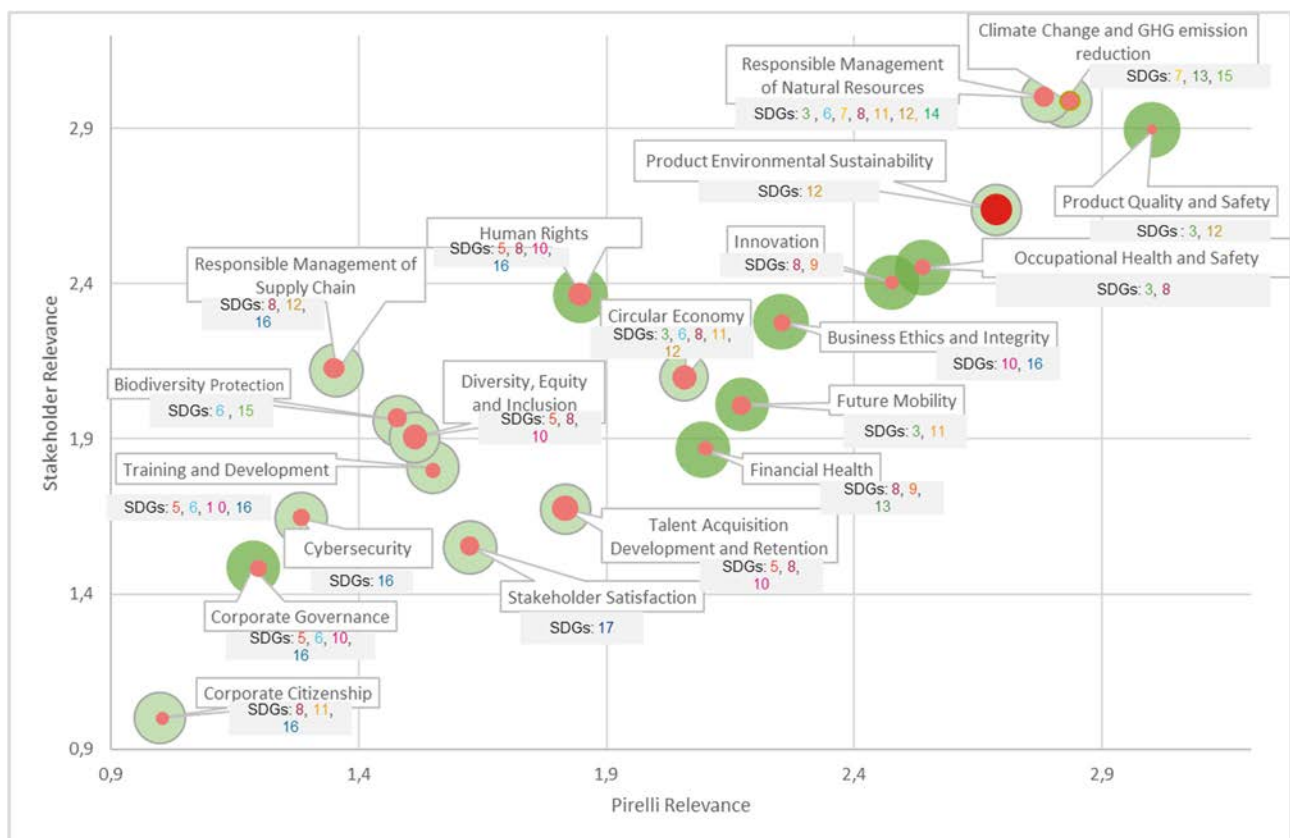 Climate Change and GHG emission
reduction
SDGs: 7, 13, 15
Responsible Management
of Natural Resources
SDGs: 3 , 6, 7, 8, 11, 12, 14
Product Environmental Sustainability
SDGs: 12
Product Quality and Safety
SDGs: 3, 12
Human Rights
SDGs: 5, 8, 10,
16
Innovation
SDGs: 8, 9
Occupational Health and Safety
SDGs: 3, 8
Responsible Management of
Supply Chain
SDGs: 8, 12,
16
Circular Economy
SDGs: 3, 6, 8, 11,
12
Business Ethics and Integrity
SDGs: 10, 16
Biodiversity Protection
SDGs: 6 , 15
Diversity, Equity
and Inclusion
SDGs: 5, 8,
10
Future Mobility
SDGs: 3, 11
Training and Development
SDGs: 5, 6, 1 0, 16
Financial Health
SDGs: 8, 9,
13
Cybersecurity
SDGs: 16
Talent Acquisition
Development and Retention
SDGs: 5, 8,
10
Stakeholder Satisfaction
SDGs: 17
Corporate Governance
SDGs: 5, 6, 10,
16
Corporate Citizenship
SDGs: 8, 11,
16
Stakeholder Relevance
2,9
2,4
1,9
1,4
0,9
0,9 1,4 1,9 2,4 2,9
Pirelli Relevance